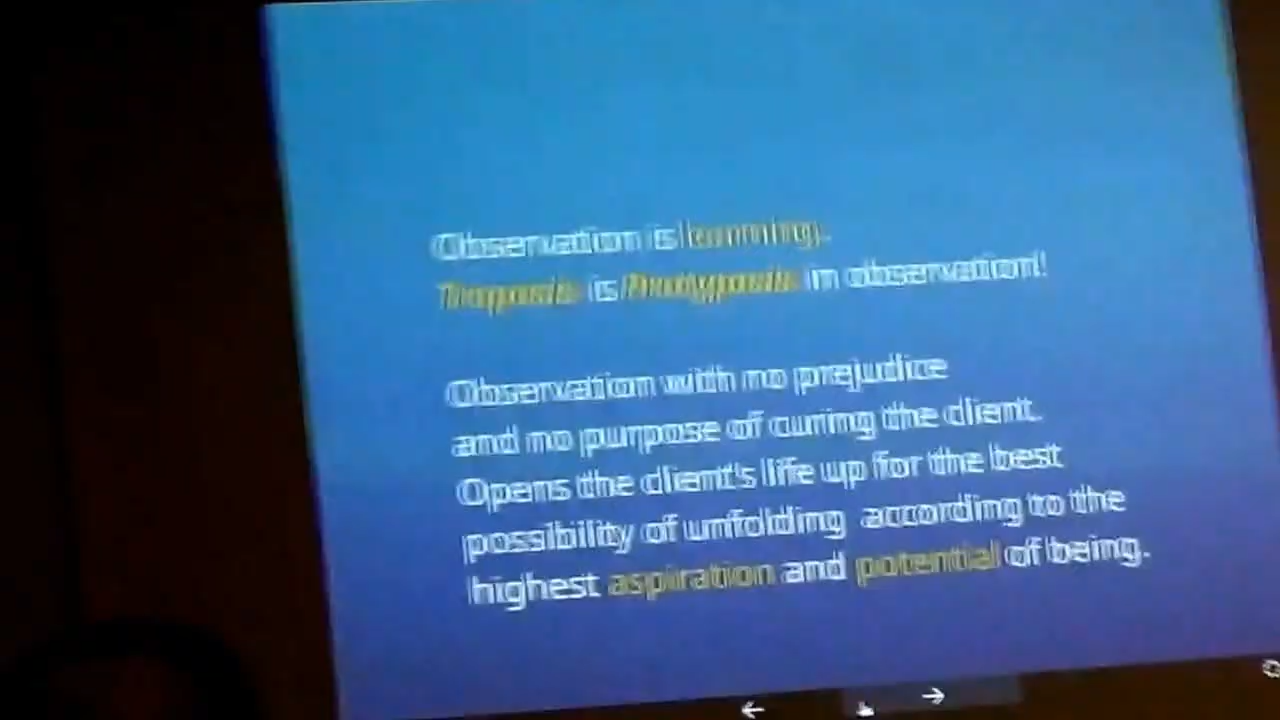 Observation is learning.
is in observation!
Observation with no prejudice
and no purpose of curing the client.
Opens the client's life up for the best
possibility of unfolding according to the
highest aspiration and potential of being.